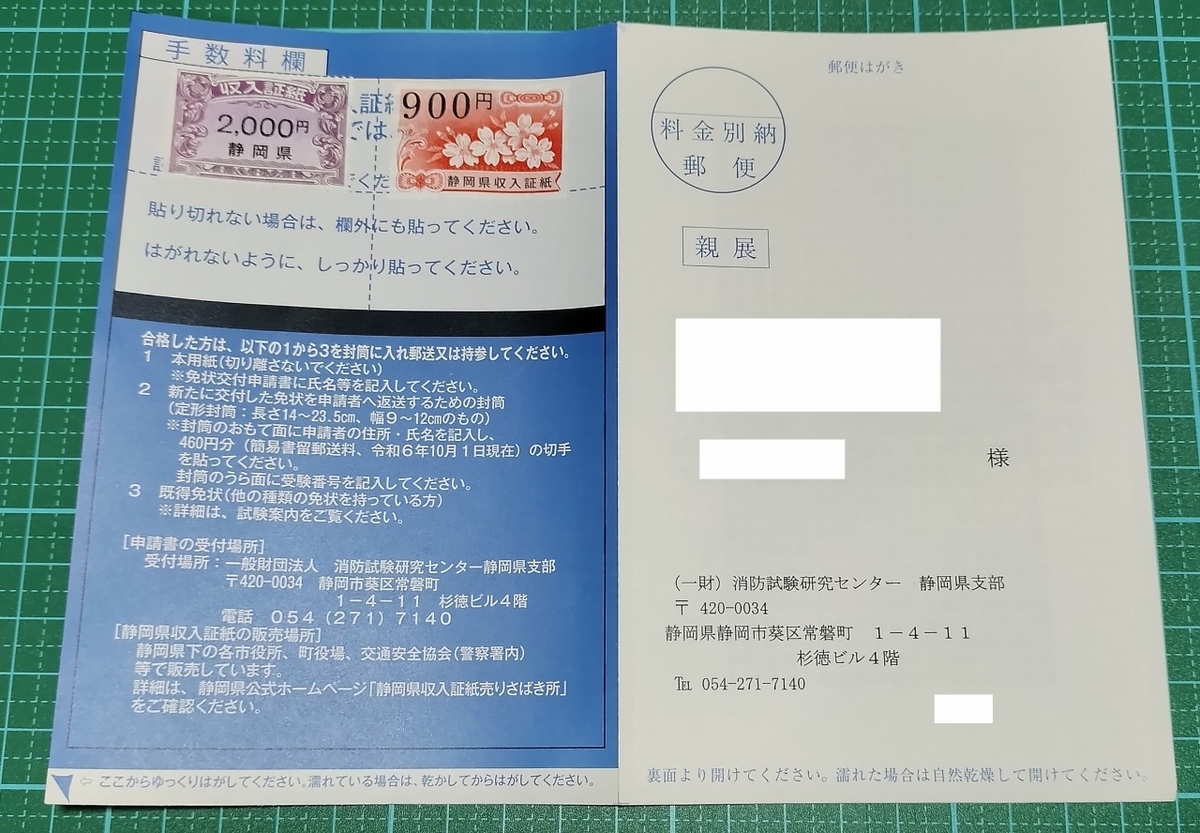 手数料欄
収入証紙
2,000円
静岡県
900円
静岡県収入証紙
貼り切れない場合は、欄外にも貼ってください。
はがれないように、しっかり貼ってください。
合格した方は、以下の1から3を封筒に入れ郵送又は持参してください。
1 本用紙(切り離さないでください)
※免状交付申請書に氏名等を記入してください。
2 新たに交付した免状を申請者へ返送するための封筒
(定形封筒:長さ14～23.5cm、幅9～12cmのもの)
※封筒のおもて面に申請者の住所・氏名を記入し、
460円分(簡易書留郵送料、令和6年10月1日現在)の切手
を貼ってください。
封筒のうら面に受験番号を記入してください。
3 既得免状(他の種類の免状を持っている方)
※詳細は、試験案内をご覧ください。
[申請書の受付場所]
受付場所:一般財団法人 消防試験研究センター静岡県支部
〒420-0034 静岡市葵区常磐町
1-4-11 杉徳ビル4階
電話 054(271)7140
[静岡県収入証紙の販売場所]
静岡県下の各市役所、町役場、交通安全協会(警察署内)
等で販売しています。
詳細は、静岡県公式ホームページ「静岡県収入証紙売りさばき所」
をご確認ください。
⇦ ここからゆっくりはがしてください。濡れている場合は、乾かしてからはがしてください。
郵便はがき
料金別納
郵便
親展
様
(一財)消防試験研究センター 静岡県支部
〒 420-0034
静岡県静岡市葵区常磐町 1-4-11
杉徳ビル4階
℡ 054-271-7140
裏面より開けてください。濡れた場合は自然乾燥して開けてください。